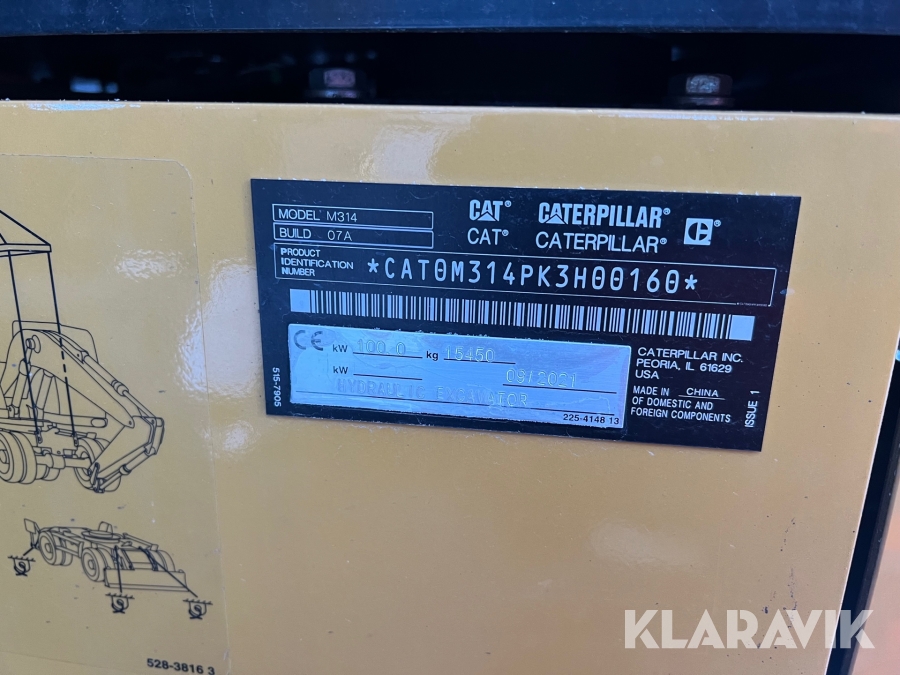 MODEL M314
BUILD 07A
CAT® CATERPILLAR®
CAT® CATERPILLAR®
PRODUCT
IDENTIFICATION
NUMBER
*CAT0M314PK3H00160*
CE
kW 100.0 kg 15450
kW 09/2021
HYDRAULIC EXCAVATOR
225-4148 13
515-7905
CATERPILLAR INC.
PEORIA, IL 61629
USA
MADE IN CHINA
OF DOMESTIC AND
FOREIGN COMPONENTS
ISSUE 1
528-3816 3
KLARAVIK